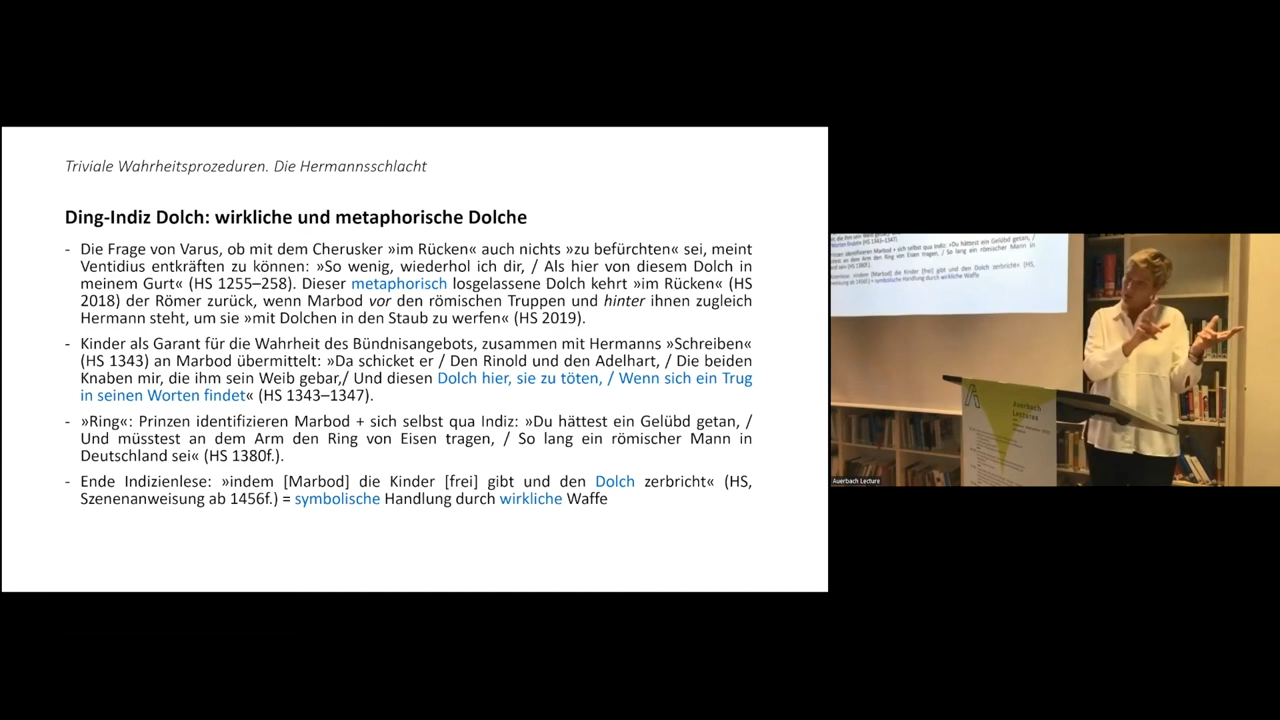 Triviale Wahrheitsprozeduren. Die Hermannsschlacht
Ding-Indiz Dolch: wirkliche und metaphorische Dolche
- Die Frage von Varus, ob mit dem Cherusker »im Rücken« auch nichts »zu befürchten« sei, meint
Ventidius entkräften zu können: »So wenig, wiederhol ich dir, / Als hier von diesem Dolch in
meinem Gurt« (HS 1255–258). Dieser metaphorisch losgelassene Dolch kehrt »im Rücken« (HS
2018) der Römer zurück, wenn Marbod vor den römischen Truppen und hinter ihnen zugleich
Hermann steht, um sie »mit Dolchen in den Staub zu werfen« (HS 2019).
- Kinder als Garant für die Wahrheit des Bündnisangebots, zusammen mit Hermanns »Schreiben«
(HS 1343) an Marbod übermittelt: »Da schicket er / Den Rinold und den Adelhart, / Die beiden
Knaben mir, die ihm sein Weib gebar,/ Und diesen Dolch hier, sie zu töten, / Wenn sich ein Trug
in seinen Worten findet« (HS 1343–1347).
- »Ring«: Prinzen identifizieren Marbod + sich selbst qua Indiz: »Du hättest ein Gelübd getan, /
Und müsstest an dem Arm den Ring von Eisen tragen, / So lang ein römischer Mann in
Deutschland sei« (HS 1380f.).
- Ende Indizienlese: »indem [Marbod] die Kinder [frei] gibt und den Dolch zerbricht« (HS,
Szenenanweisung ab 1456f.) = symbolische Handlung durch wirkliche Waffe
Auerbach
Lectures
Auerbach Lecture